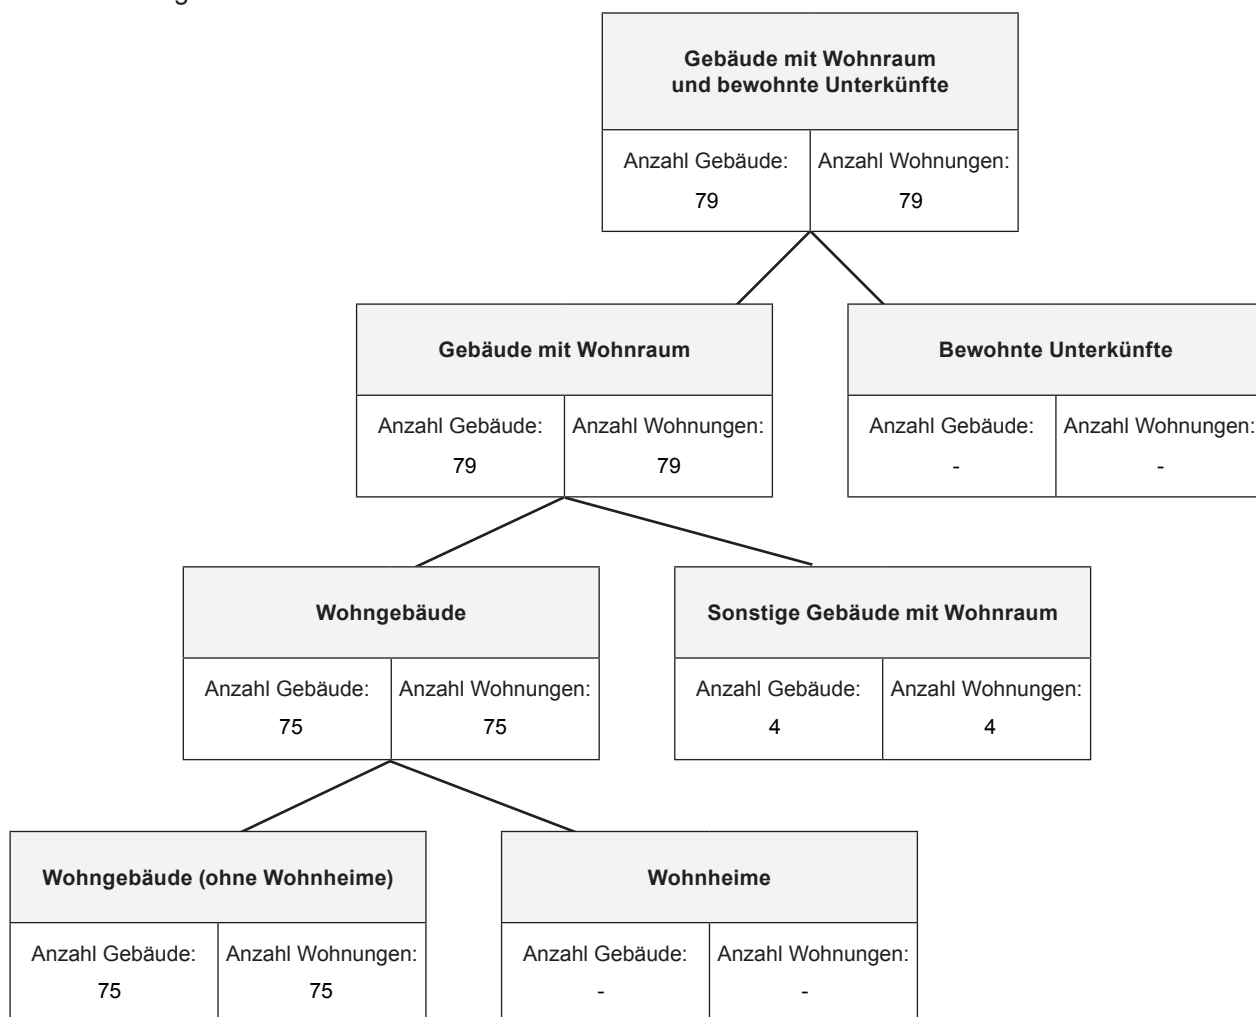 Gebäude mit Wohnraum
und bewohnte Unterkünfte
Anzahl Gebäude: Anzahl Wohnungen:
79 79
Gebäude mit Wohnraum Bewohnte Unterkünfte
Anzahl Gebäude: Anzahl Wohnungen: Anzahl Gebäude: Anzahl Wohnungen:
79 79 - -
Wohngebäude Sonstige Gebäude mit Wohnraum
Anzahl Gebäude: Anzahl Wohnungen: Anzahl Gebäude: Anzahl Wohnungen:
75 75 4 4
Wohngebäude (ohne Wohnheime) Wohnheime
Anzahl Gebäude: Anzahl Wohnungen: Anzahl Gebäude: Anzahl Wohnungen:
75 75 - -